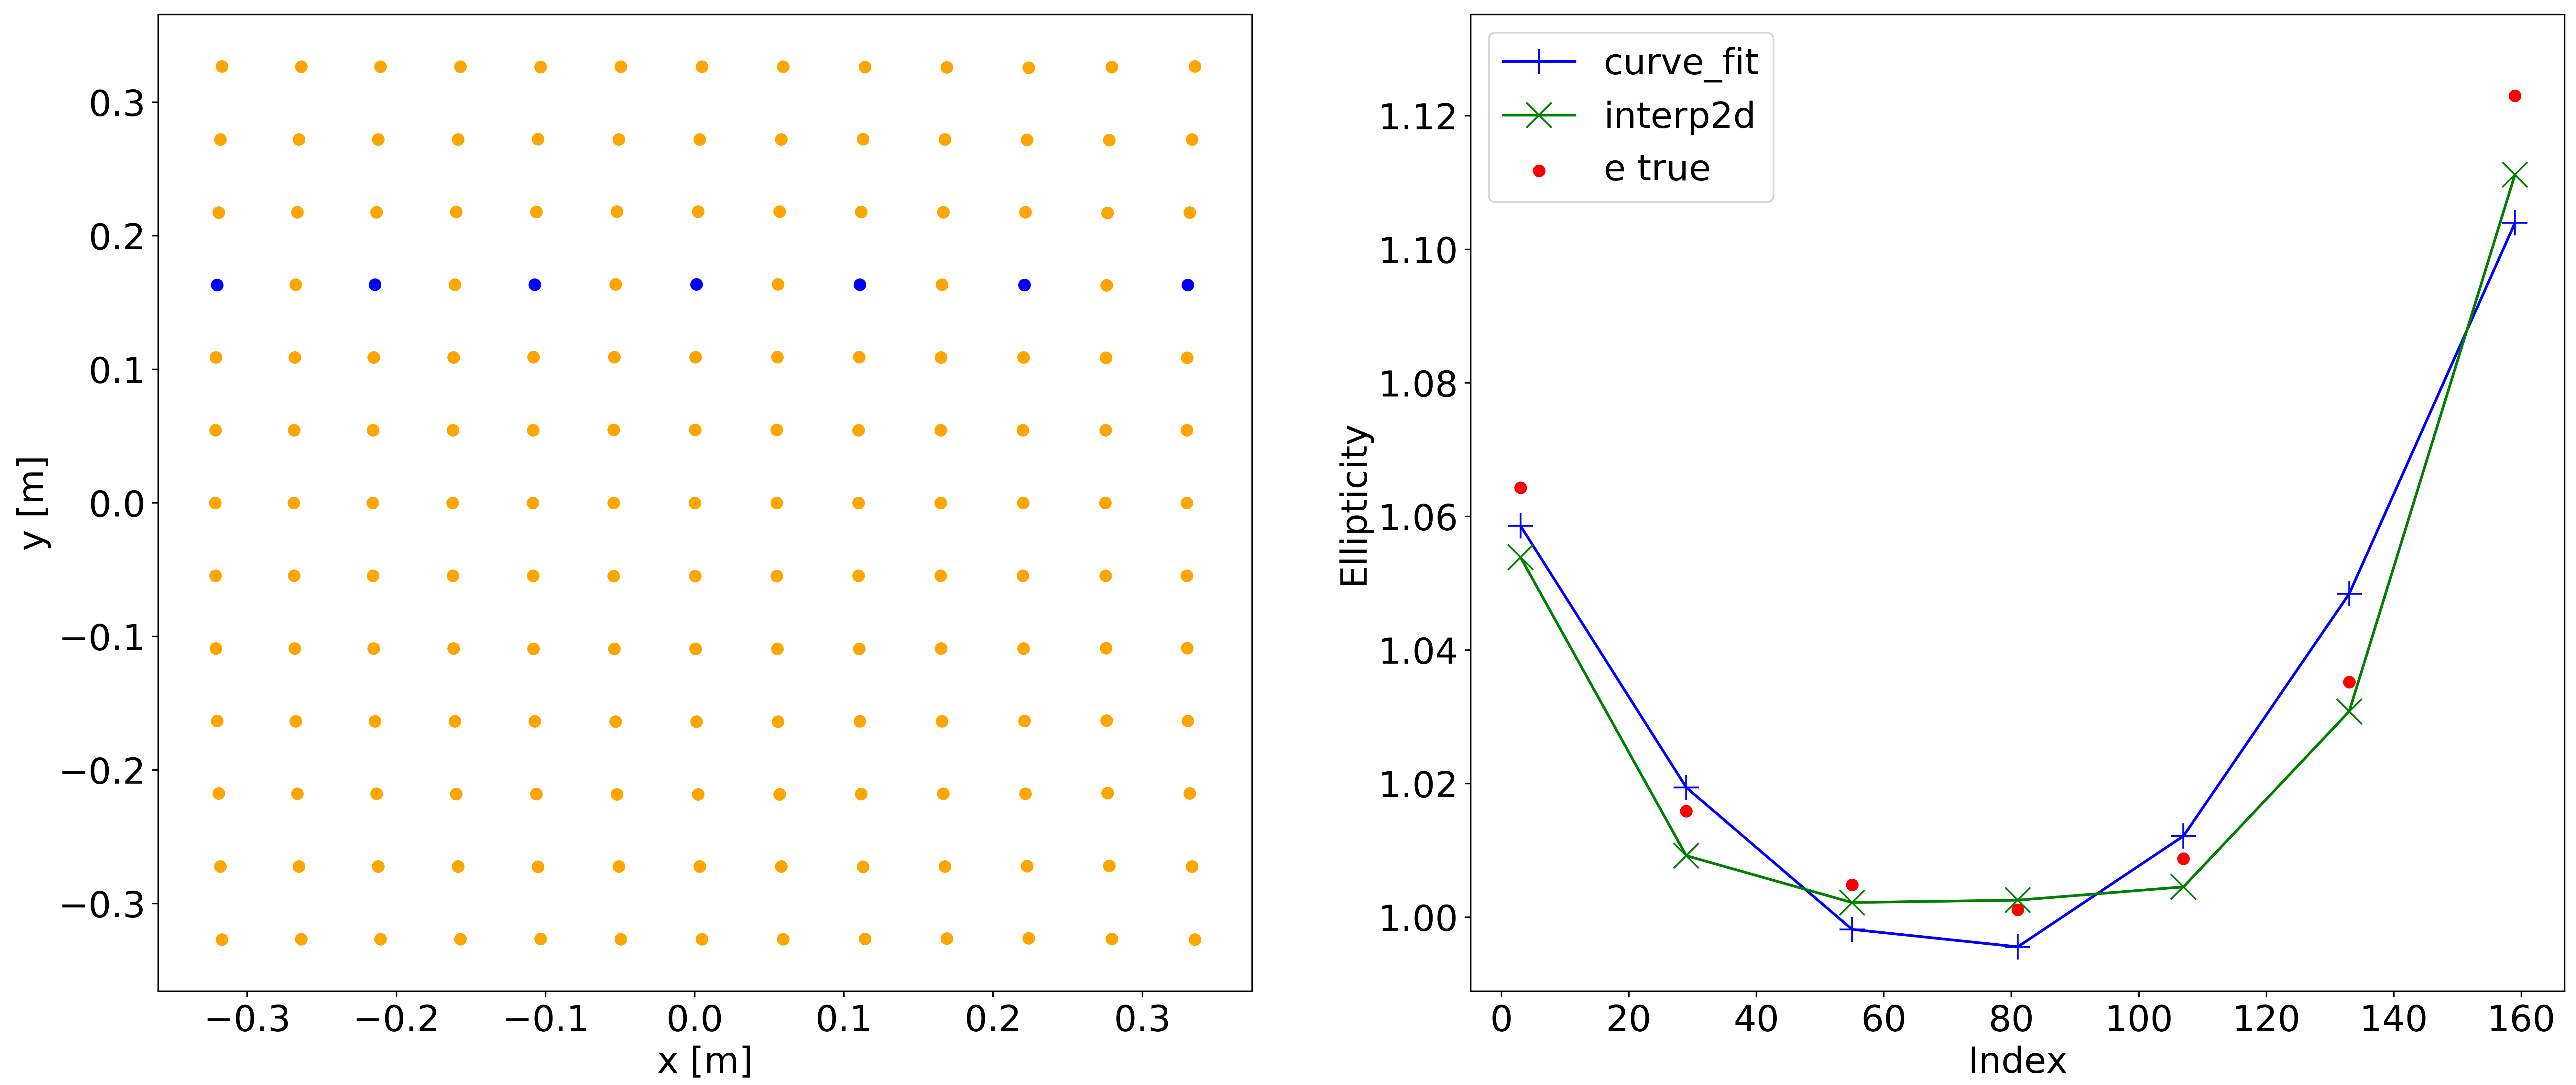 0.3
0.2
0.1
0.0
−0.1
−0.2
−0.3
y [m]
−0.3 −0.2 −0.1 0.0 0.1 0.2 0.3
x [m]
curve_fit
interp2d
e true
1.12
1.10
1.08
1.06
1.04
1.02
1.00
Ellipticity
0 20 40 60 80 100 120 140 160
Index